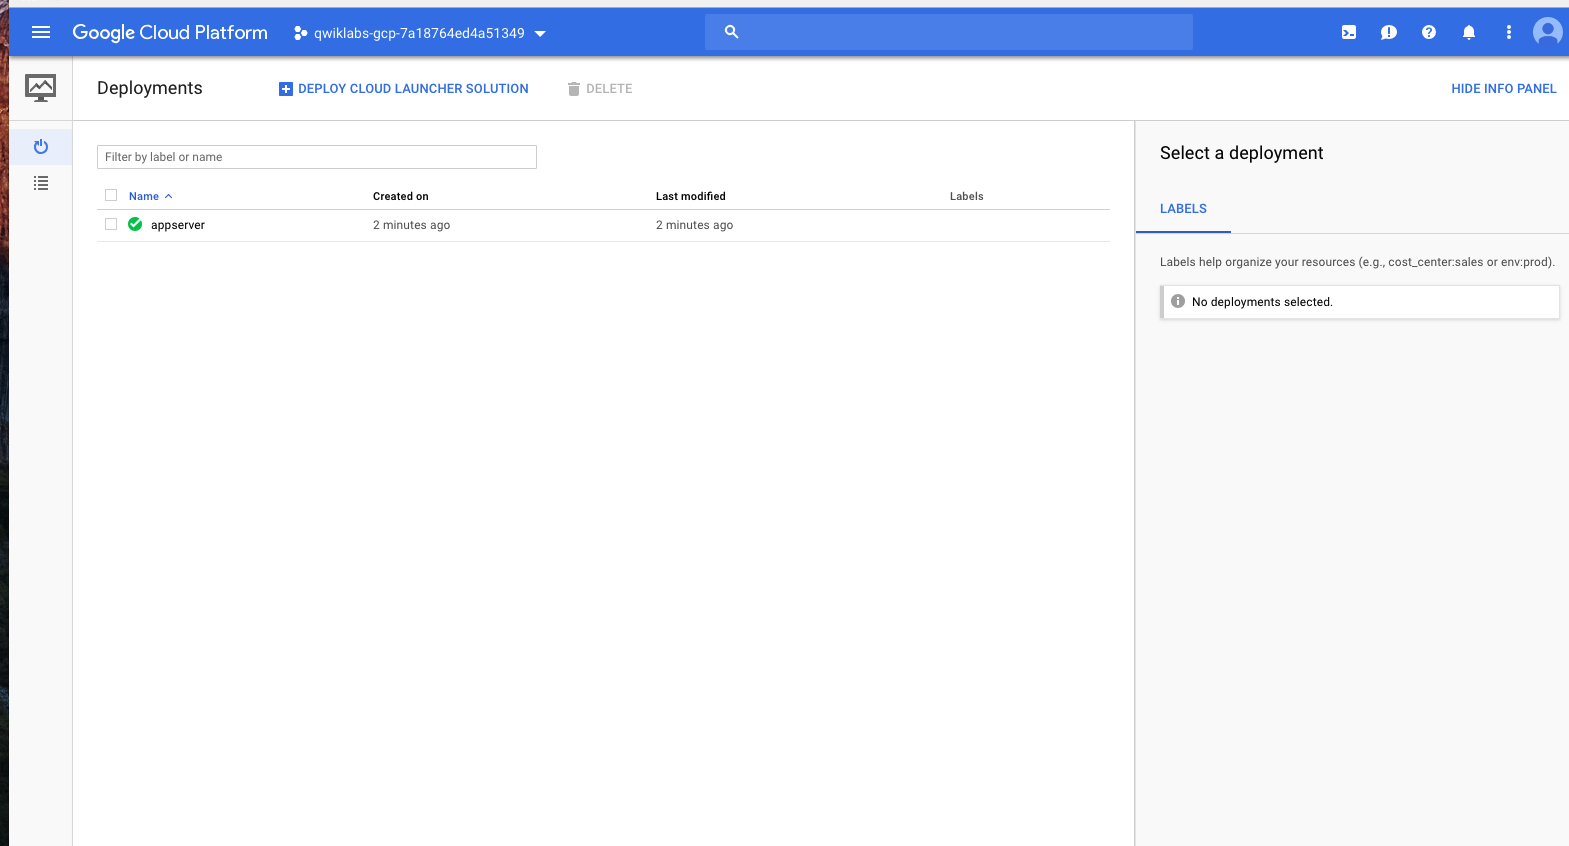 Google Cloud Platform qwiklabs-gcp-7a18764ed4a51349
Deployments DEPLOY CLOUD LAUNCHER SOLUTION DELETE HIDE INFO PANEL
Filter by label or name
Name Created on Last modified Labels
appserver 2 minutes ago 2 minutes ago
Select a deployment
LABELS
Labels help organize your resources (e.g., cost_center:sales or env:prod).
No deployments selected.